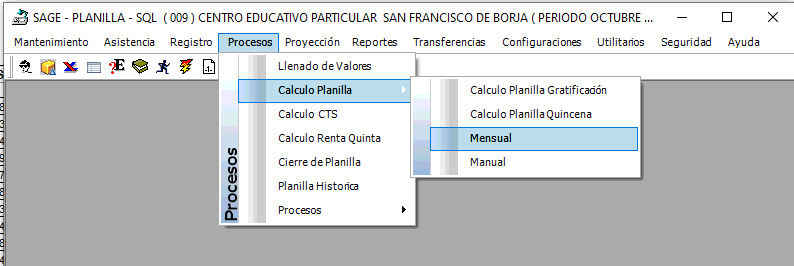 SAGE - PLANILLA - SQL ( 009 ) CENTRO EDUCATIVO PARTICULAR SAN FRANCISCO DE BORJA ( PERIODO OCTUBRE ...
Mantenimiento Asistencia Registro Procesos Proyección Reportes Transferencias Configuraciones Utilitarios Seguridad Ayuda
Procesos
Llenado de Valores
Calculo Planilla
Calculo CTS
Calculo Renta Quinta
Cierre de Planilla
Planilla Historica
Procesos
Calculo Planilla Gratificación
Calculo Planilla Quincena
Mensual
Manual